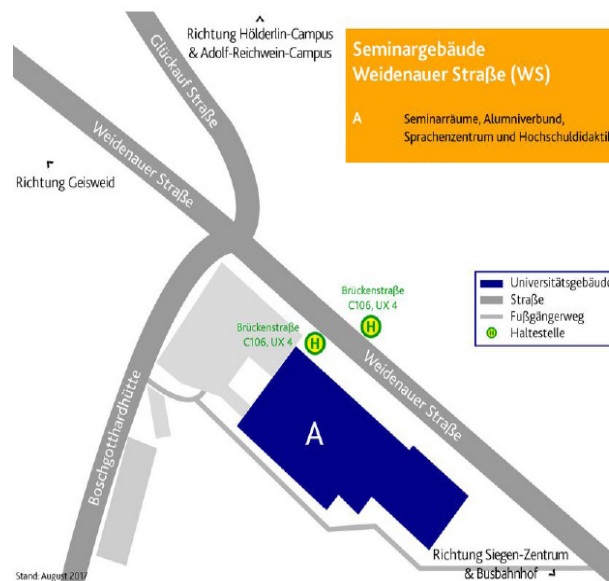 Richtung Hölderlin-Campus
& Adolf-Reichwein-Campus
Glückauf Straße
Seminargebäude
Weidenauer Straße (WS)
A Seminarräume, Alumniverbund,
Sprachenzentrum und Hochschuldidaktik
Weidenauer Straße
Richtung Geisweid
Universitätsgebäude
Straße
Fußgängerweg
H Haltestelle
Brückenstraße
C106, UX 4
H
Brückenstraße
C106, UX 4
H
Weidenauer Straße
A
Boschgotthardhütte
Richtung Siegen-Zentrum
& Busbahnhof
Stand: August 2017